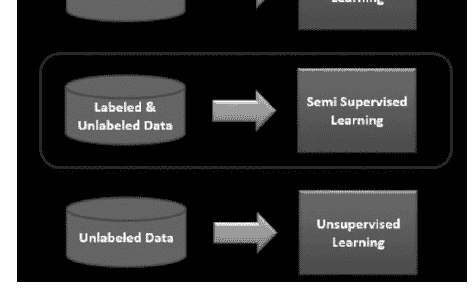 Learning
Labeled &
Unlabeled Data
Semi Supervised
Learning
Unlabeled Data
Unsupervised
Learning